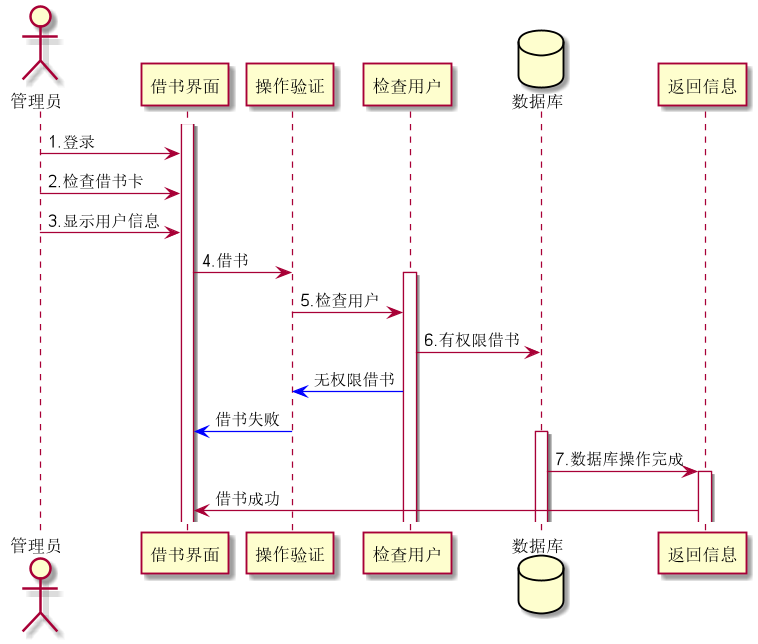 管理员
借书界面
操作验证
检查用户
数据库
返回信息
1.登录
2.检查借书卡
3.显示用户信息
4.借书
5.检查用户
6.有权限借书
无权限借书
借书失败
7.数据库操作完成
借书成功
管理员
借书界面
操作验证
检查用户
数据库
返回信息